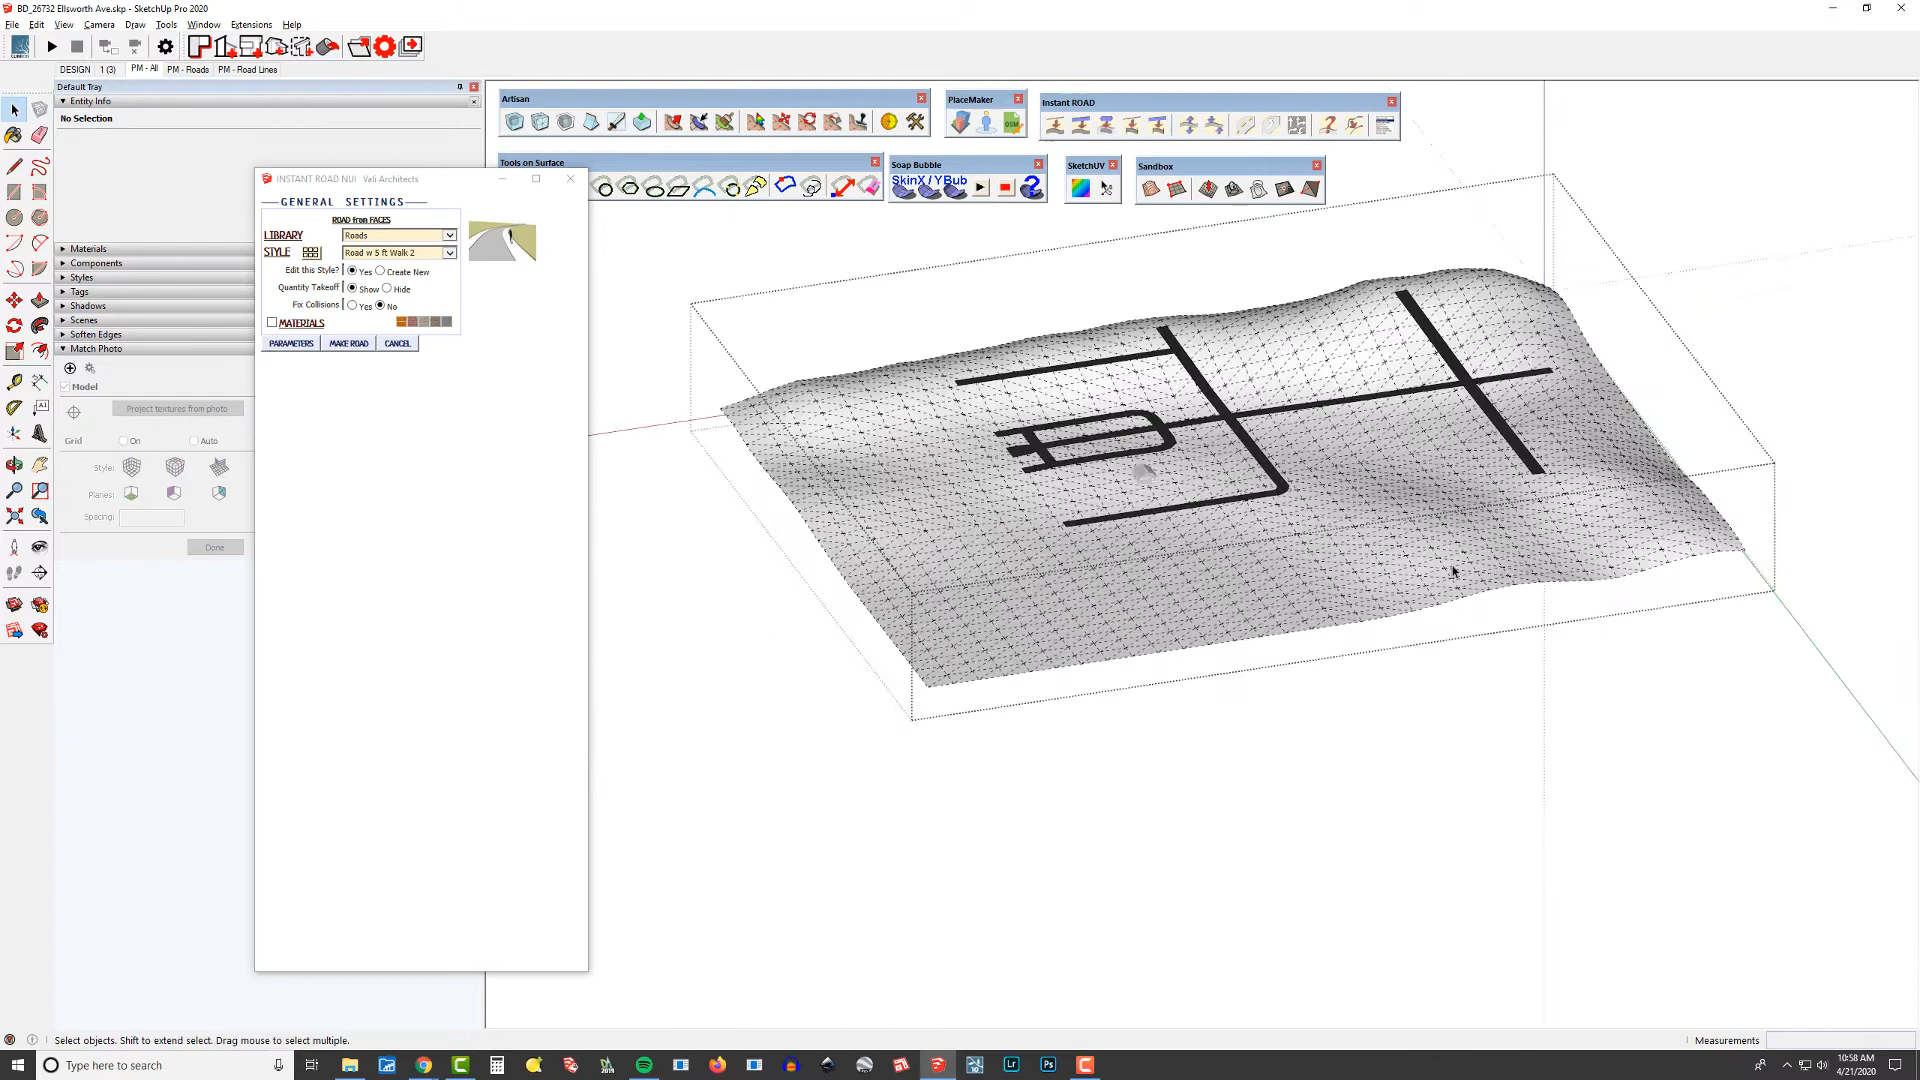 BD_26732 Ellsworth Ave.skp - SketchUp Pro 2020
File Edit View Camera Draw Tools Window Extensions Help
DESIGN 1 (3) PM - All PM - Roads PM - Road Lines
Default Tray
Entity Info
No Selection
Materials
Components
Styles
Tags
Shadows
Scenes
Soften Edges
Match Photo
Model
Project textures from photo
Grid On Auto
Style:
Planes:
Spacing:
Done
INSTANT ROAD NUI Vali Architects
GENERAL SETTINGS
ROAD from FACES
LIBRARY Roads
STYLE Road w 5 ft Walk 2
Edit this Style? Yes Create New
Quantity Takeoff Show Hide
Fix Collisions Yes No
MATERIALS
PARAMETERS MAKE ROAD CANCEL
Artisan
PlaceMaker
OSM
Instant ROAD
Tools on Surface
Soap Bubble
Skin X / Y Bub
SketchUV
Sandbox
Select objects. Shift to extend select. Drag mouse to select multiple.
Measurements
Type here to search
Lr
Ps
10:58 AM
4/21/2020